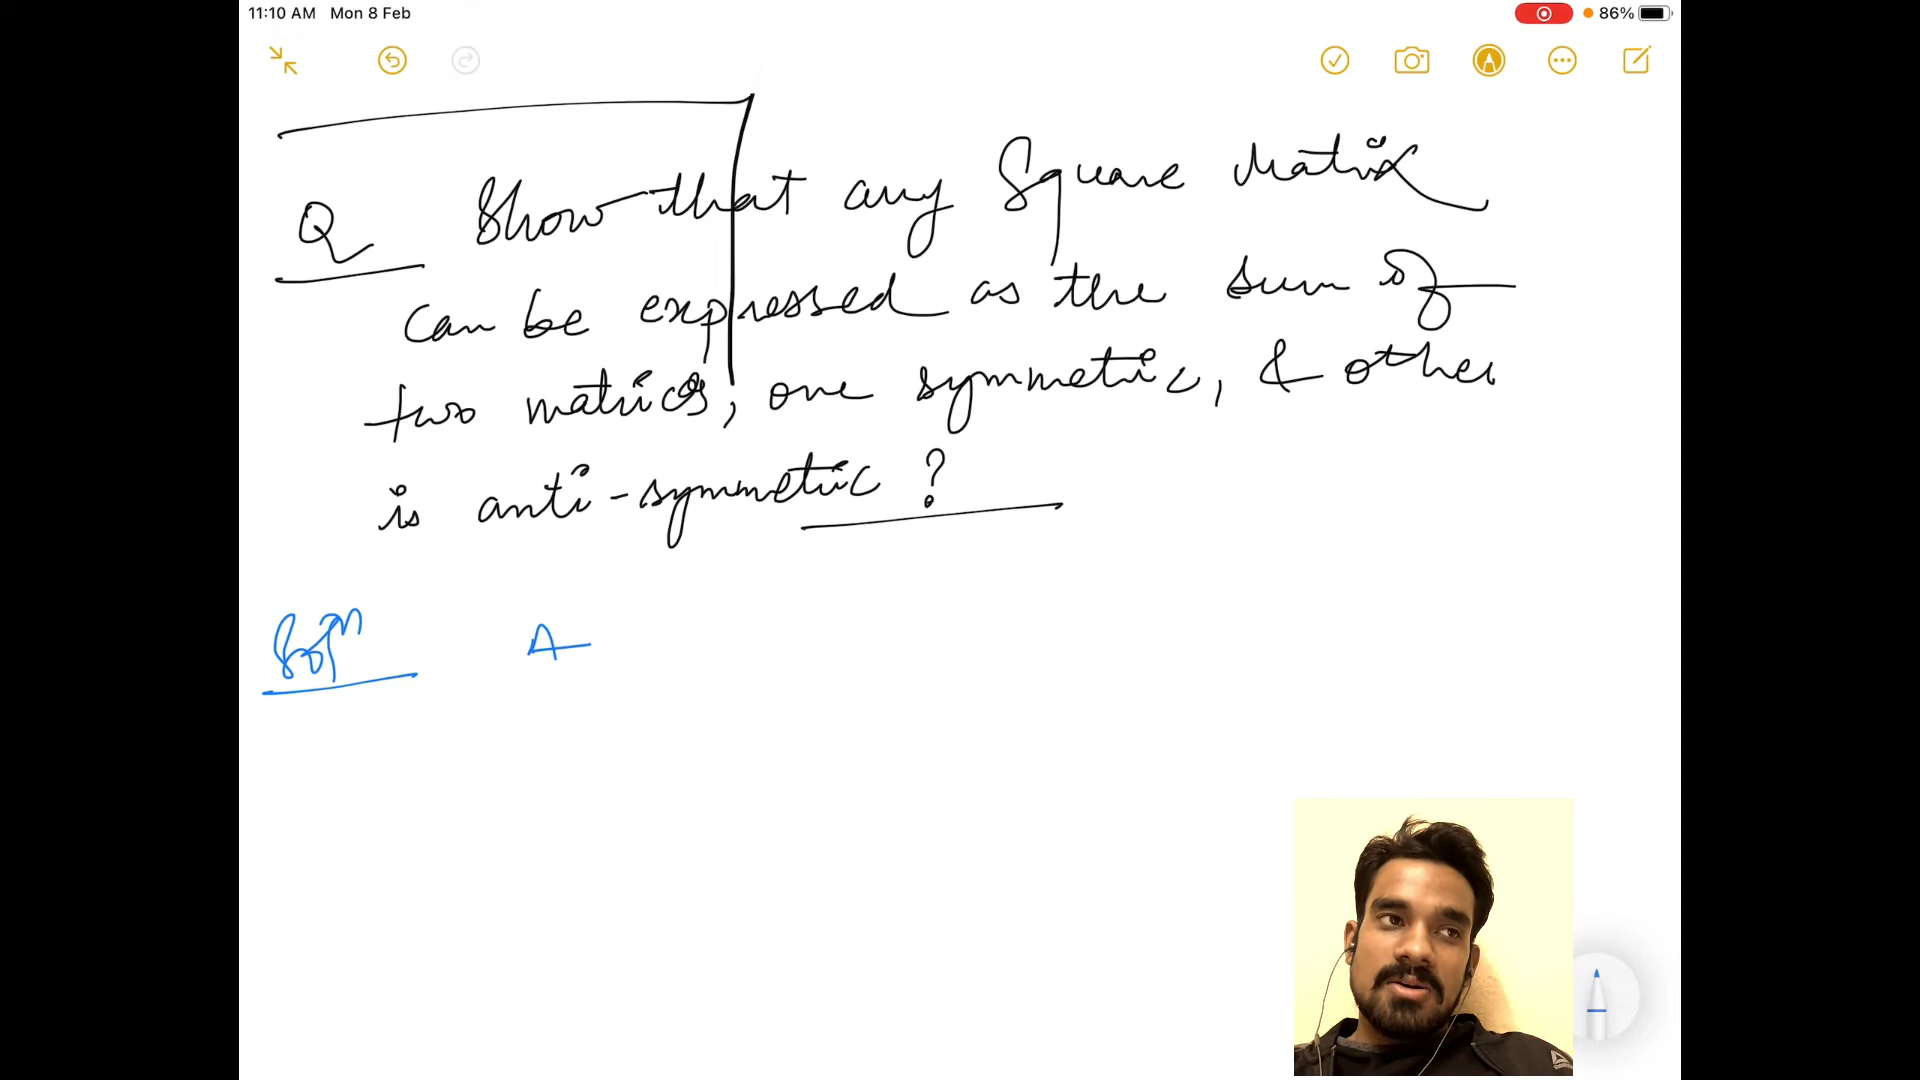 11:10 AM Mon 8 Feb 86%
Q Show that any Square Matrix
can be expressed as the sum of
two matrices, one symmetric, & other
is anti-symmetric ?
Solⁿ A